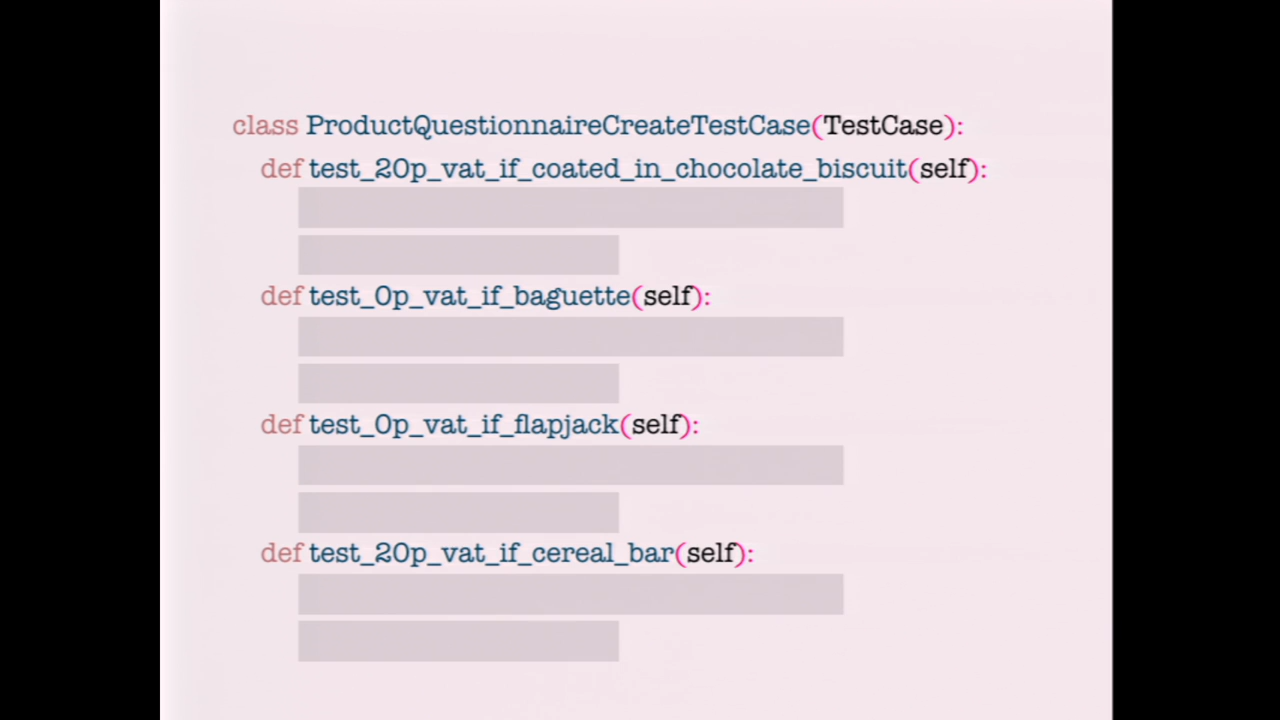 class ProductQuestionnaireCreateTestCase(TestCase):
def test_20p_vat_if_coated_in_chocolate_biscuit(self):
def test_0p_vat_if_baguette(self):
def test_0p_vat_if_flapjack(self):
def test_20p_vat_if_cereal_bar(self):